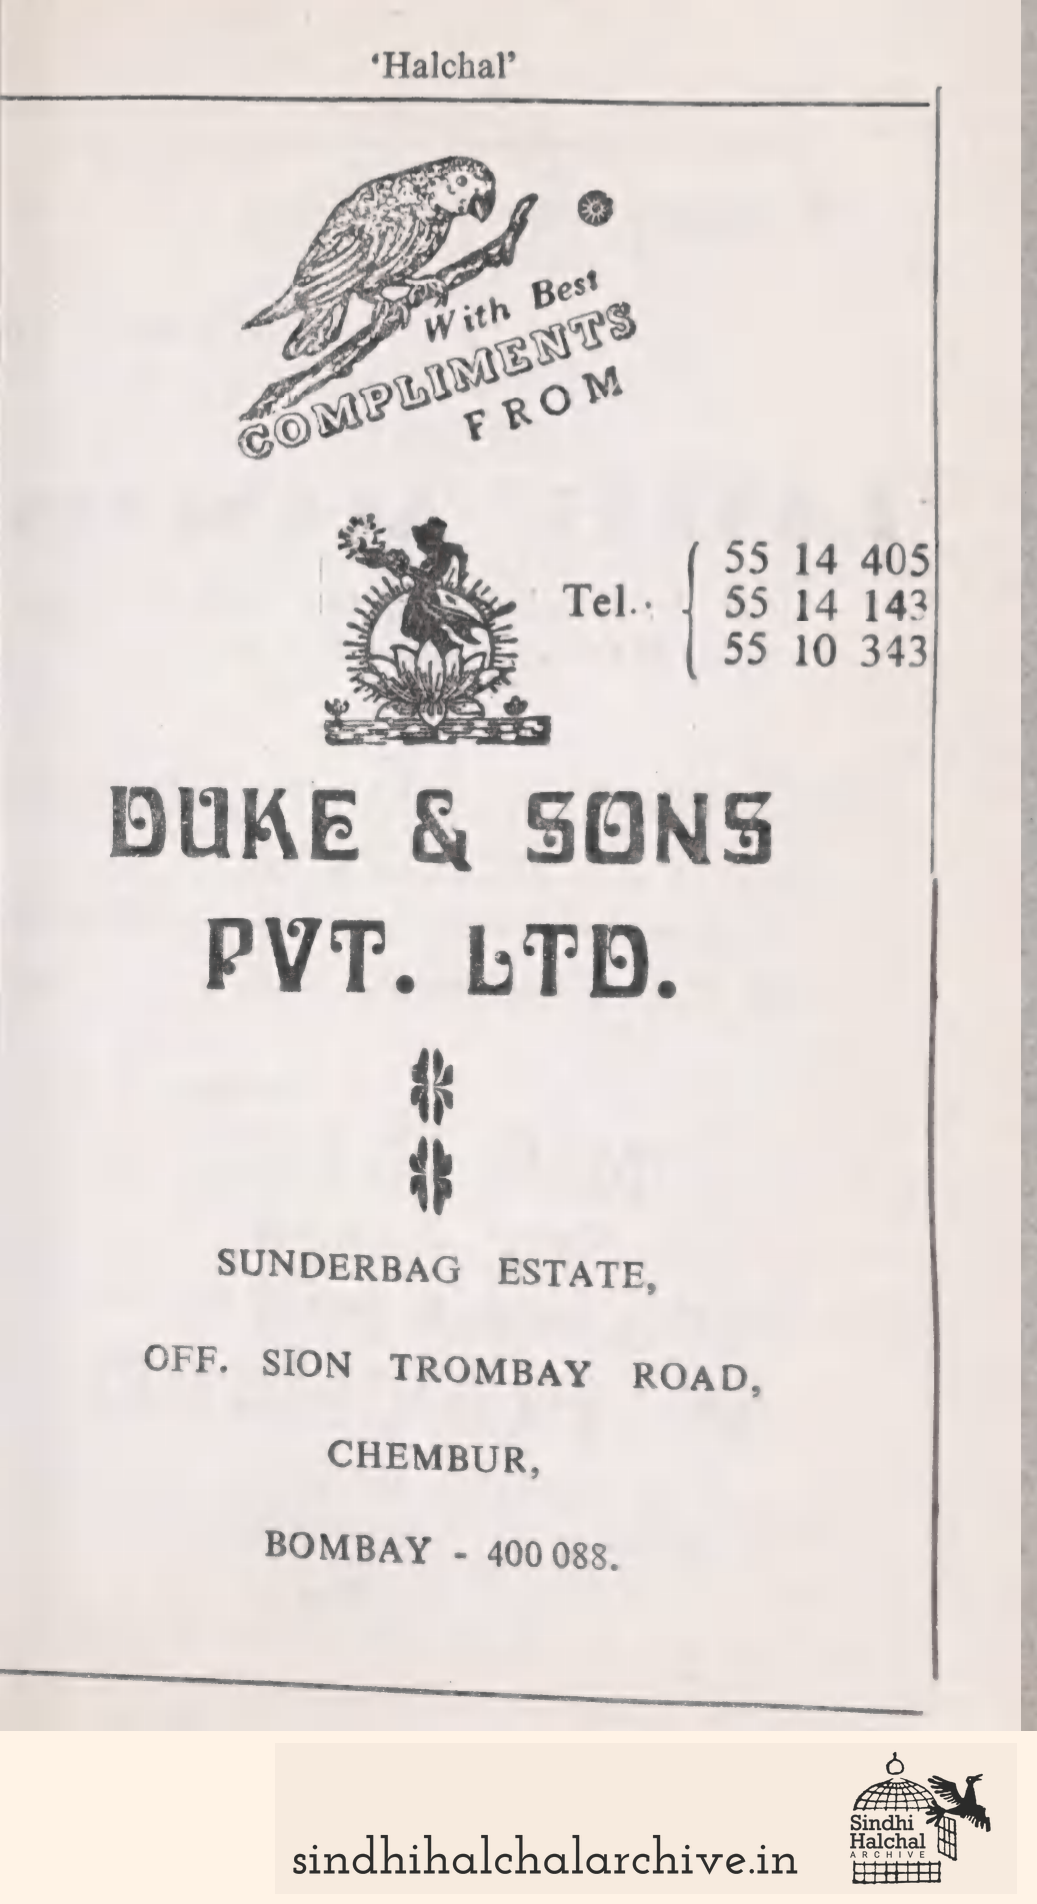 ‘Halchal’
With Best
COMPLIMENTS
FROM
Tel.:
55 14 405
55 14 143
55 10 343
DUKE & SONS
PVT. LTD.
SUNDERBAG ESTATE,
OFF. SION TROMBAY ROAD,
CHEMBUR,
BOMBAY - 400 088.
sindhihalchalarchive.in
Sindhi
Halchal
ARCHIVE